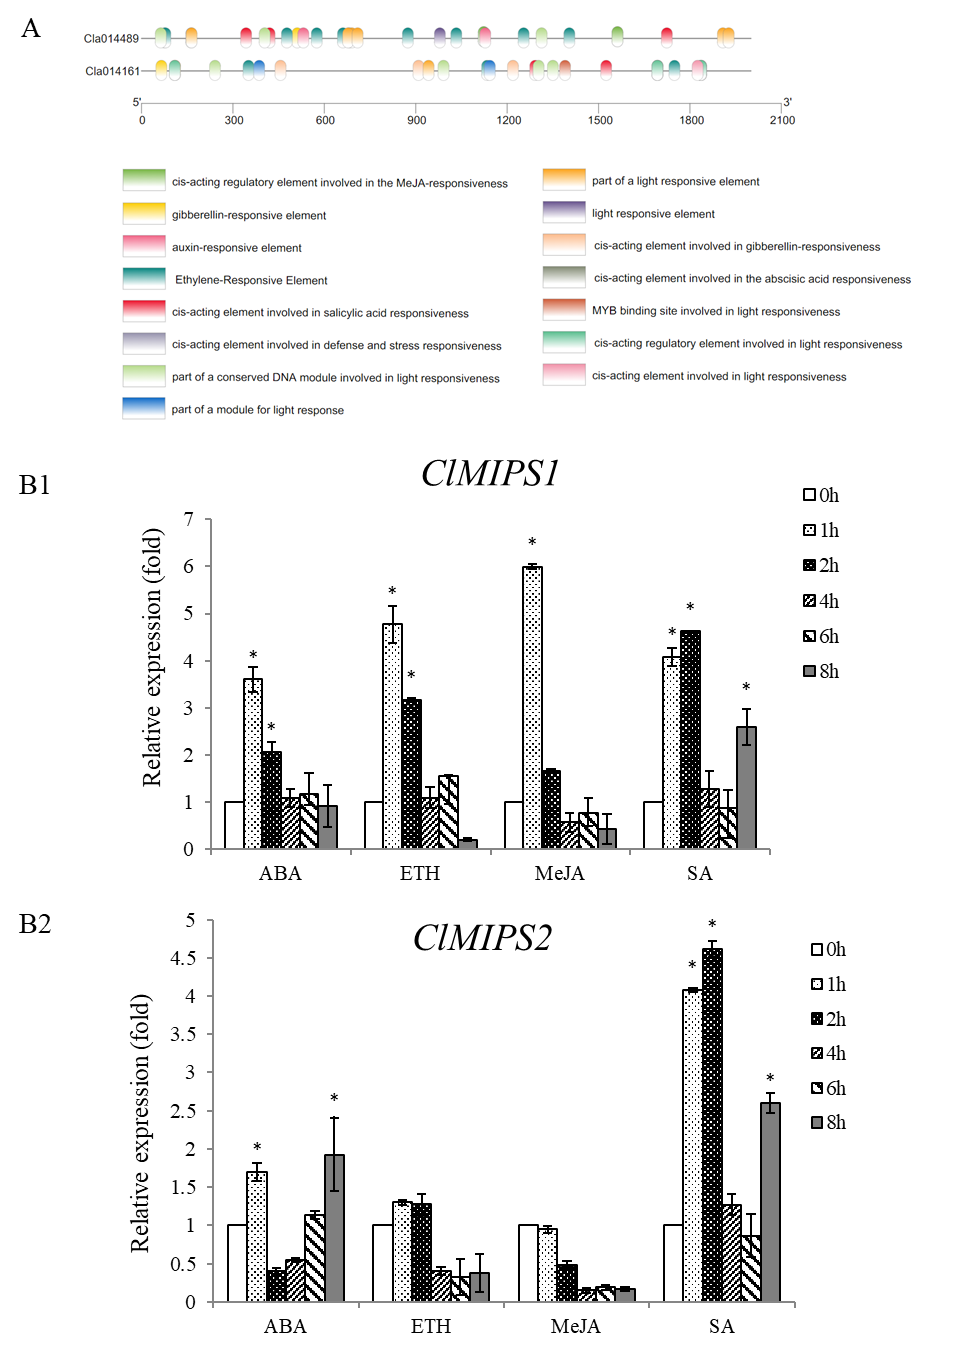 A
Cla014489
Cla014161
5' 3'
0 300 600 900 1200 1500 1800 2100
cis-acting regulatory element involved in the MeJA-responsiveness
gibberellin-responsive element
auxin-responsive element
Ethylene-Responsive Element
cis-acting element involved in salicylic acid responsiveness
cis-acting element involved in defense and stress responsiveness
part of a conserved DNA module involved in light responsiveness
part of a module for light response
part of a light responsive element
light responsive element
cis-acting element involved in gibberellin-responsiveness
cis-acting element involved in the abscisic acid responsiveness
MYB binding site involved in light responsiveness
cis-acting regulatory element involved in light responsiveness
cis-acting element involved in light responsiveness
B1
ClMIPS1
Relative expression (fold)
7
6
5
4
3
2
1
0
* * * * * * * *
ABA ETH MeJA SA
0h
1h
2h
4h
6h
8h
B2
ClMIPS2
Relative expression (fold)
5
4.5
4
3.5
3
2.5
2
1.5
1
0.5
0
* * * * *
ABA ETH MeJA SA
0h
1h
2h
4h
6h
8h